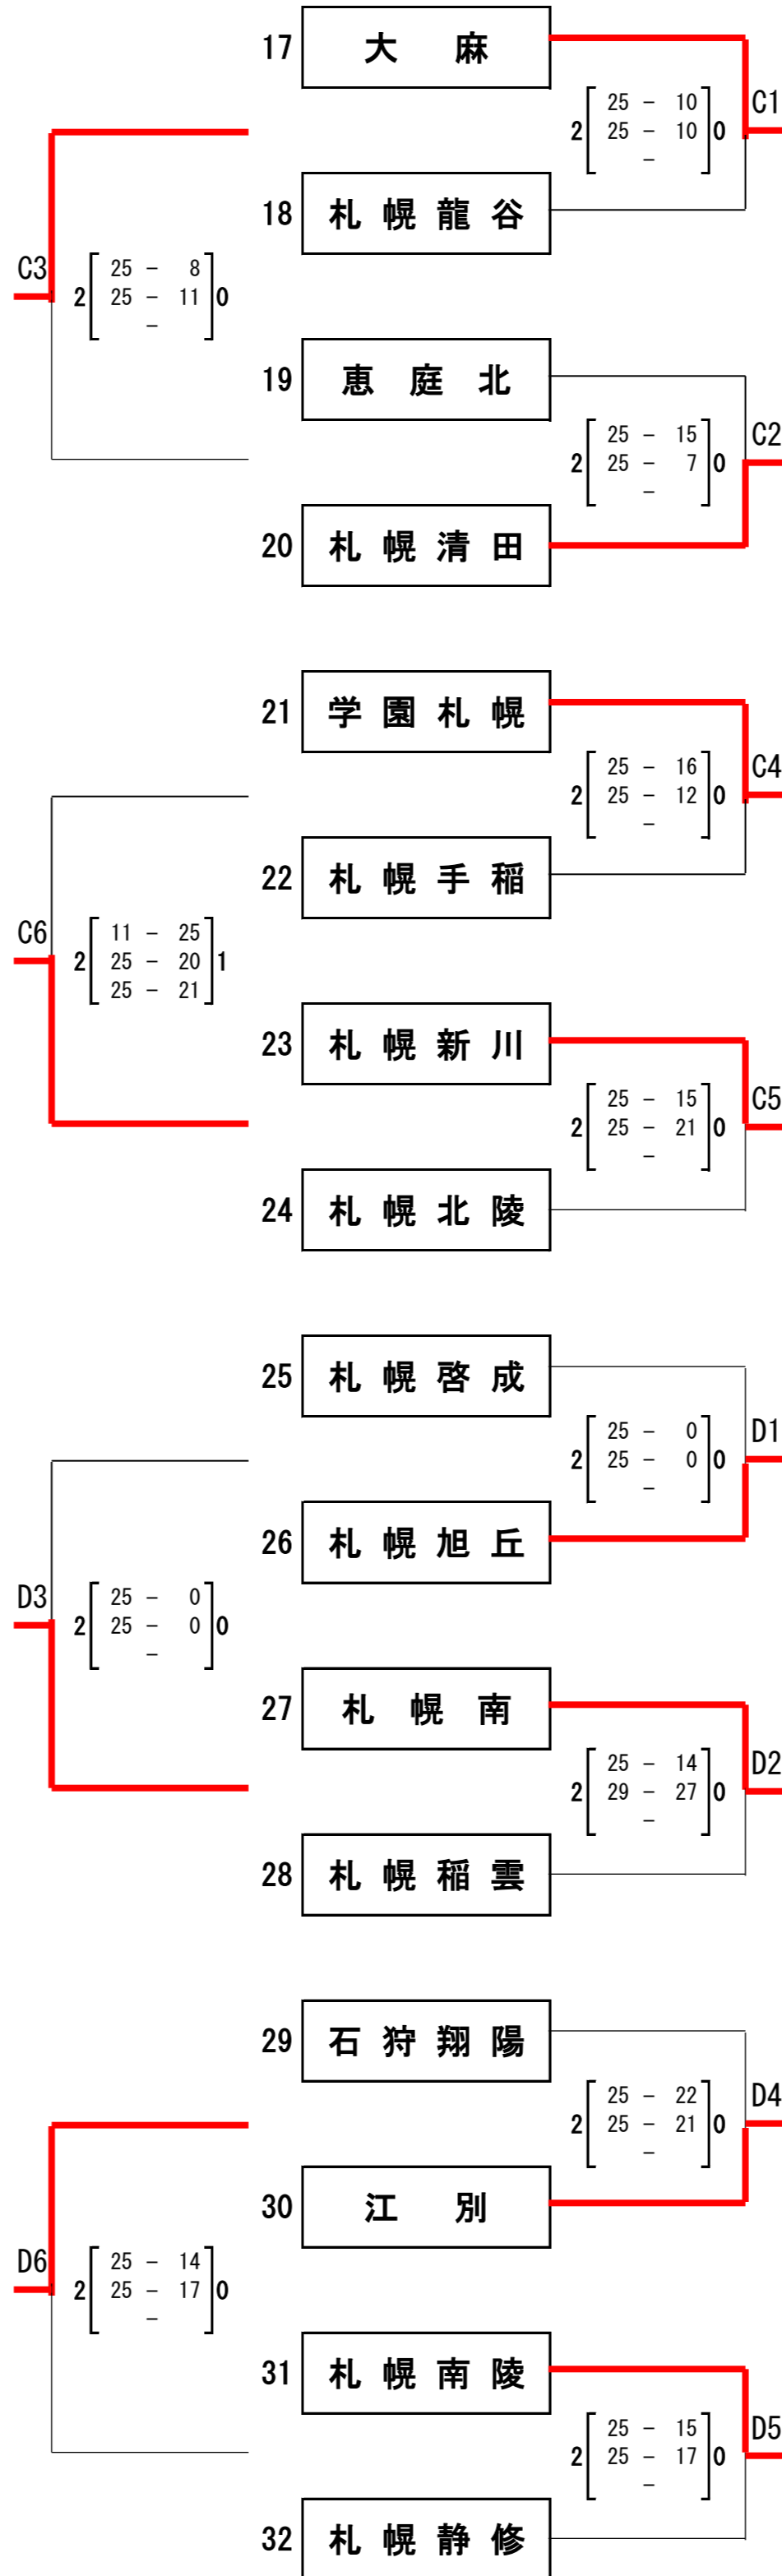 17 大麻
C1
2 [ 25 - 10 ] 0
25 - 10
-
18 札幌龍谷
C3
2 [ 25 - 8 ] 0
25 - 11
-
19 恵庭北
C2
2 [ 25 - 15 ] 0
25 - 7
-
20 札幌清田
21 学園札幌
C4
2 [ 25 - 16 ] 0
25 - 12
-
22 札幌手稲
C6
2 [ 11 - 25 ] 1
25 - 20
25 - 21
23 札幌新川
C5
2 [ 25 - 15 ] 0
25 - 21
-
24 札幌北陵
25 札幌啓成
D1
2 [ 25 - 0 ] 0
25 - 0
-
26 札幌旭丘
D3
2 [ 25 - 0 ] 0
25 - 0
-
27 札幌南
D2
2 [ 25 - 14 ] 0
29 - 27
-
28 札幌稲雲
29 石狩翔陽
D4
2 [ 25 - 22 ] 0
25 - 21
-
30 江別
D6
2 [ 25 - 14 ] 0
25 - 17
-
31 札幌南陵
D5
2 [ 25 - 15 ] 0
25 - 17
-
32 札幌静修